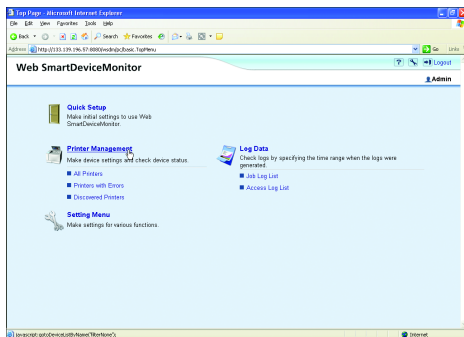 Top Page - Microsoft Internet Explorer
File Edit View Favorites Tools Help
Back Search Favorites
Address http://133.139.196.57:8080/wsdm/jc/basic.TopMenu Go Links
Web SmartDeviceMonitor
? Logout
Admin
Quick Setup
Make initial settings to use Web
SmartDeviceMonitor.
Printer Management
Make device settings and check device status.
All Printers
Printers with Errors
Discovered Printers
Setting Menu
Make settings for various functions.
Log Data
Check logs by specifying the time range when the logs were
generated.
Job Log List
Access Log List
javascript:gotoDeviceListByName("filterNone"); Internet